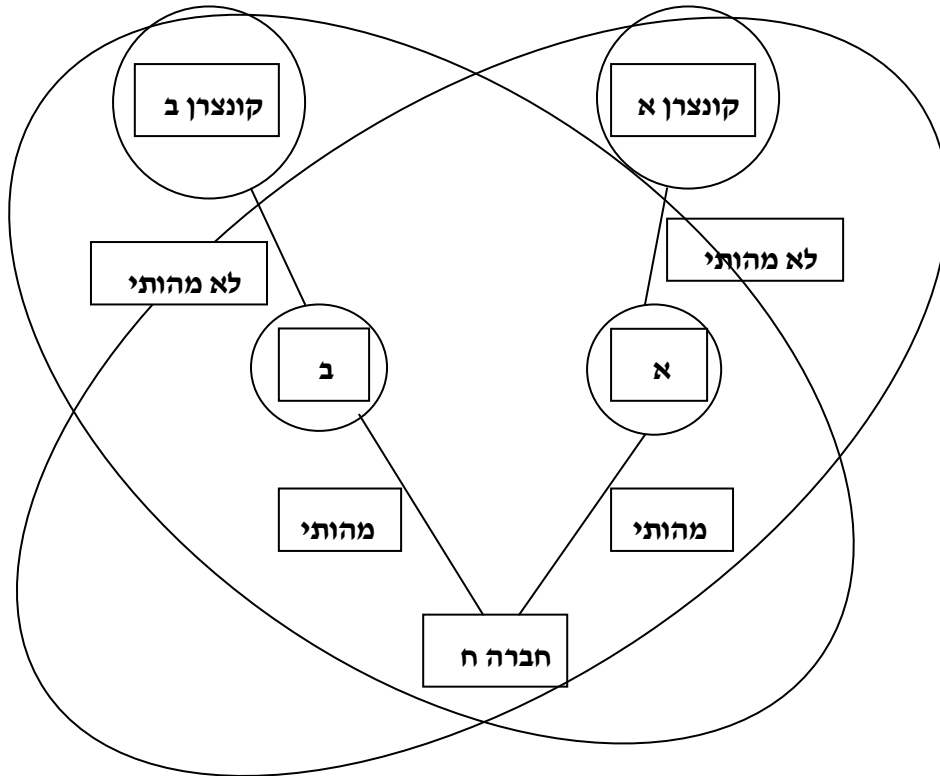 קונצרן א
קונצרן ב
לא מהותי
לא מהותי
א
ב
מהותי
מהותי
חברה ח